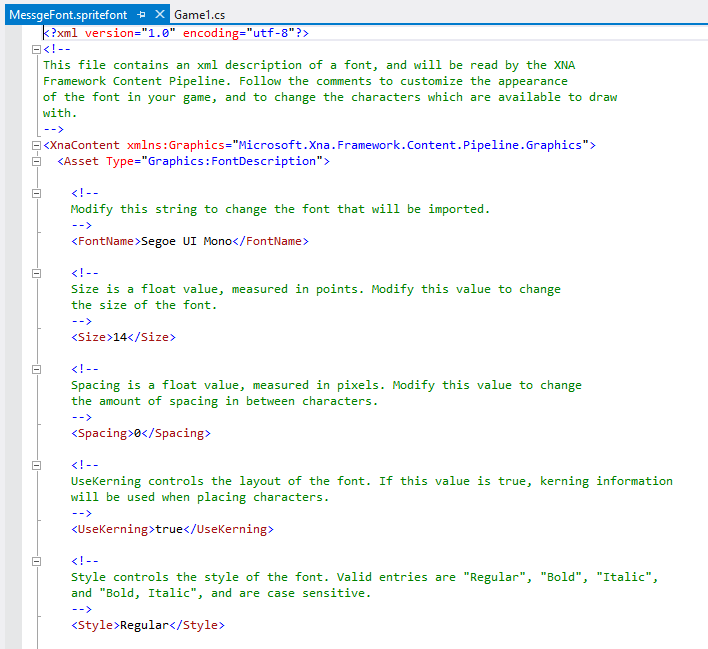 MessgeFont.spritefont Game1.cs
<?xml version="1.0" encoding="utf-8"?>
<!--
This file contains an xml description of a font, and will be read by the XNA
Framework Content Pipeline. Follow the comments to customize the appearance
of the font in your game, and to change the characters which are available to draw
with.
-->
<XnaContent xmlns:Graphics="Microsoft.Xna.Framework.Content.Pipeline.Graphics">
<Asset Type="Graphics:FontDescription">
<!--
Modify this string to change the font that will be imported.
-->
<FontName>Segoe UI Mono</FontName>
<!--
Size is a float value, measured in points. Modify this value to change
the size of the font.
-->
<Size>14</Size>
<!--
Spacing is a float value, measured in pixels. Modify this value to change
the amount of spacing in between characters.
-->
<Spacing>0</Spacing>
<!--
UseKerning controls the layout of the font. If this value is true, kerning information
will be used when placing characters.
-->
<UseKerning>true</UseKerning>
<!--
Style controls the style of the font. Valid entries are "Regular", "Bold", "Italic",
and "Bold, Italic", and are case sensitive.
-->
<Style>Regular</Style>